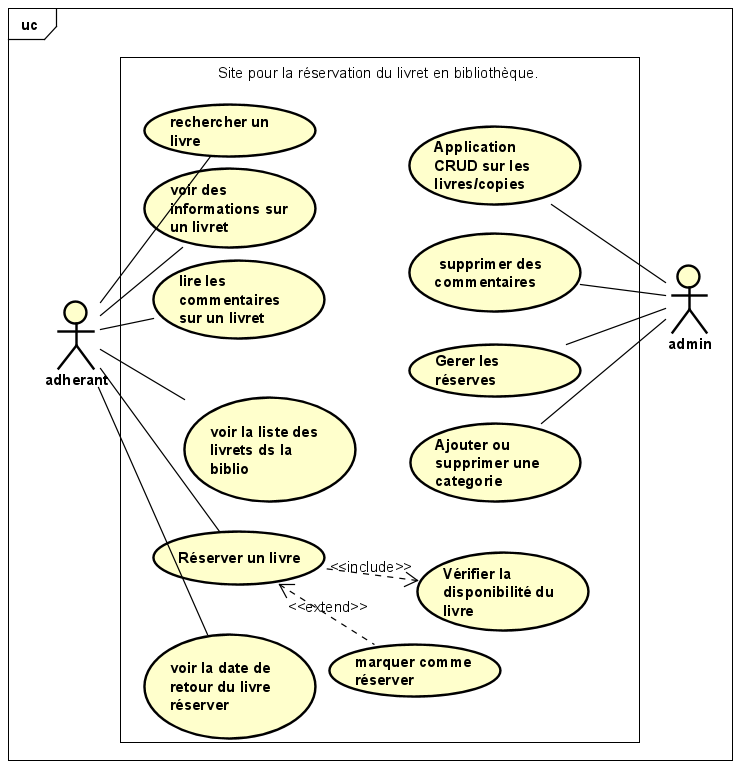 uc
Site pour la réservation du livret en bibliothèque.
rechercher un
livre
voir des
informations sur
un livret
lire les
commentaires
sur un livret
adherant
voir la liste des
livrets ds la
biblio
Réserver un livre
<<include>>
<<extend>>
voir la date de
retour du livre
réserver
marquer comme
réserver
Vérifier la
disponibilité du
livre
Application
CRUD sur les
livres/copies
supprimer des
commentaires
Gerer les
réserves
Ajouter ou
supprimer une
categorie
admin